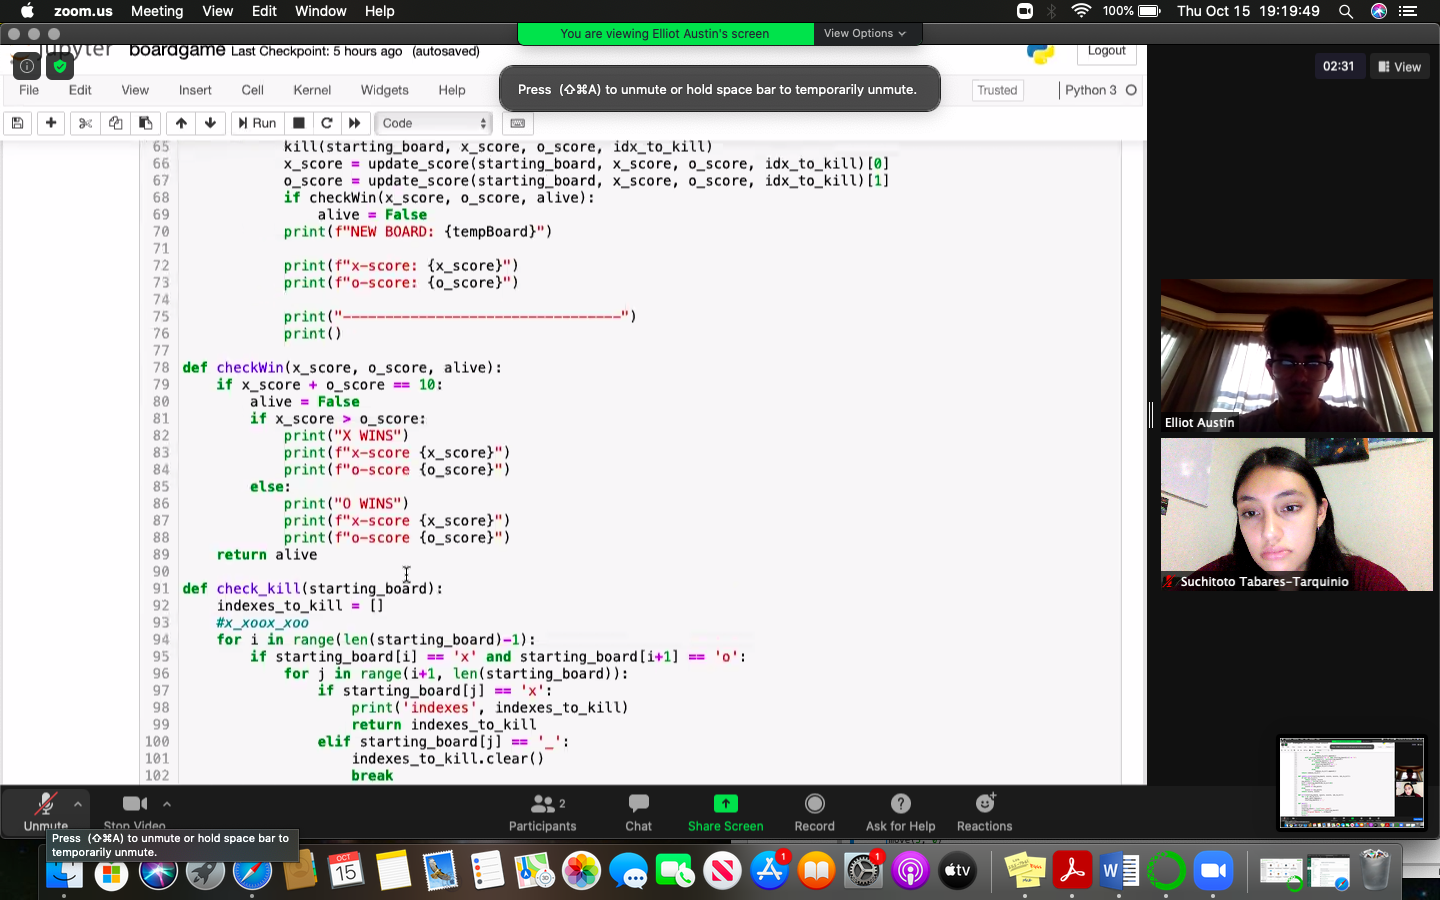 zoom.us Meeting View Edit Window Help 100% Thu Oct 15 19:19:49
You are viewing Elliot Austin's screen View Options
jupyter boardgame Last Checkpoint: 5 hours ago (autosaved) Logout
02:31 View
File Edit View Insert Cell Kernel Widgets Help Trusted Python 3
Press (⇧⌘A) to unmute or hold space bar to temporarily unmute.
Run Code
65 kill(starting_board, x_score, o_score, idx_to_kill)
66 x_score = update_score(starting_board, x_score, o_score, idx_to_kill)[0]
67 o_score = update_score(starting_board, x_score, o_score, idx_to_kill)[1]
68 if checkWin(x_score, o_score, alive):
69 alive = False
70 print(f"NEW BOARD: {tempBoard}")
71
72 print(f"x-score: {x_score}")
73 print(f"o-score: {o_score}")
74
75 print("---------------------------------")
76 print()
77
78 def checkWin(x_score, o_score, alive):
79 if x_score + o_score == 10:
80 alive = False
81 if x_score > o_score:
82 print("X WINS")
83 print(f"x-score {x_score}")
84 print(f"o-score {o_score}")
85 else:
86 print("O WINS")
87 print(f"x-score {x_score}")
88 print(f"o-score {o_score}")
89 return alive
90
91 def check_kill(starting_board):
92 indexes_to_kill = []
93 #x_xoox_xoo
94 for i in range(len(starting_board)-1):
95 if starting_board[i] == 'x' and starting_board[i+1] == 'o':
96 for j in range(i+1, len(starting_board)):
97 if starting_board[j] == 'x':
98 print('indexes', indexes_to_kill)
99 return indexes_to_kill
100 elif starting_board[j] == '_':
101 indexes_to_kill.clear()
102 break
Elliot Austin
Suchitoto Tabares-Tarquinio
Unmute Stop Video Participants 2 Chat Share Screen Record Ask for Help Reactions
Press (⇧⌘A) to unmute or hold space bar to
temporarily unmute.
OCT
15
1
1
tv